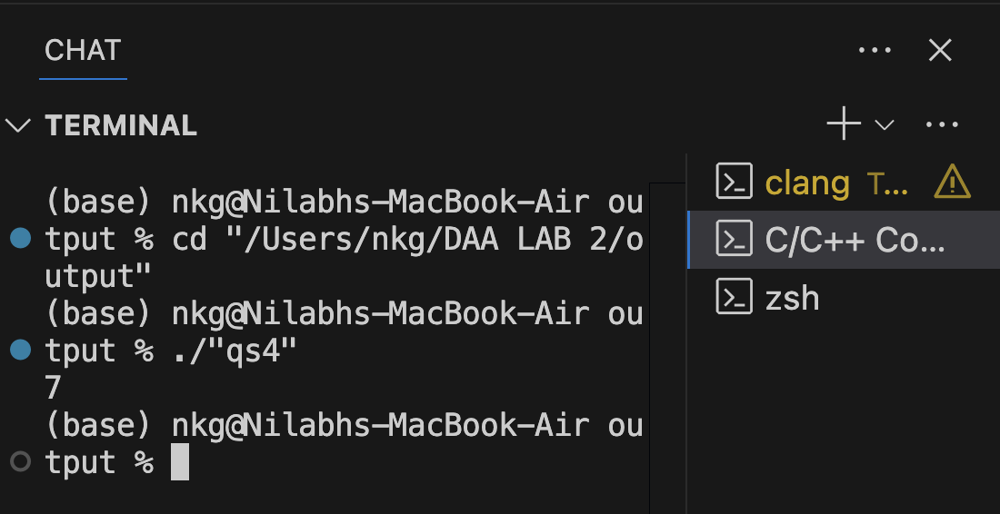 CHAT
TERMINAL
(base) nkg@Nilabhs-MacBook-Air ou
tput % cd "/Users/nkg/DAA LAB 2/o
utput"
(base) nkg@Nilabhs-MacBook-Air ou
tput % ./"qs4"
7
(base) nkg@Nilabhs-MacBook-Air ou
tput %
clang T...
C/C++ Co...
zsh